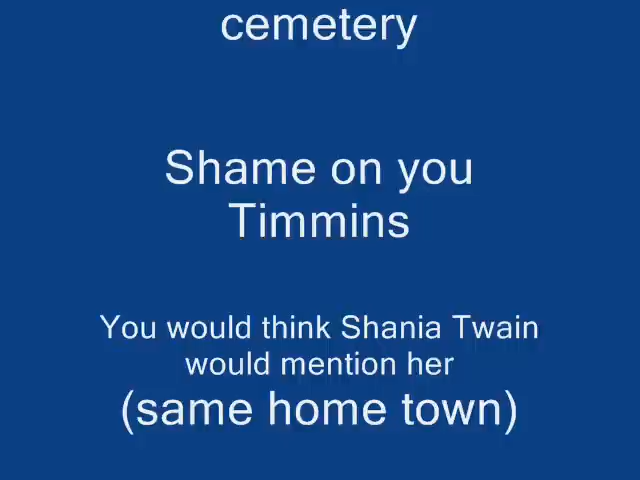 cemetery
Shame on you
Timmins
You would think Shania Twain
would mention her
(same home town)